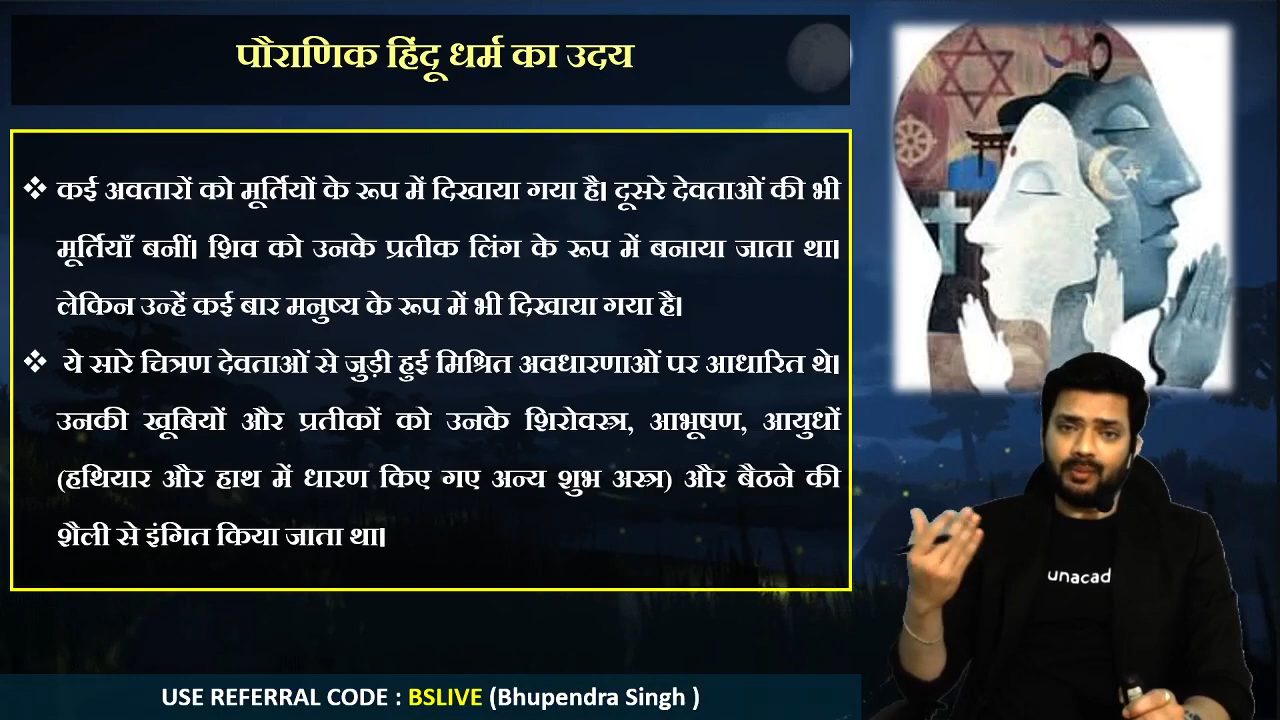 पौराणिक हिंदू धर्म का उदय
❖ कई अवतारों को मूर्तियों के रूप में दिखाया गया है। दूसरे देवताओं की भी
मूर्तियाँ बनीं। शिव को उनके प्रतीक लिंग के रूप में बनाया जाता था।
लेकिन उन्हें कई बार मनुष्य के रूप में भी दिखाया गया है।
❖ ये सारे चित्रण देवताओं से जुड़ी हुई मिश्रित अवधारणाओं पर आधारित थे।
उनकी खूबियों और प्रतीकों को उनके शिरोवस्त्र, आभूषण, आयुधों
(हथियार और हाथ में धारण किए गए अन्य शुभ अस्त्र) और बैठने की
शैली से इंगित किया जाता था।
unacad
USE REFERRAL CODE : BSLIVE (Bhupendra Singh )